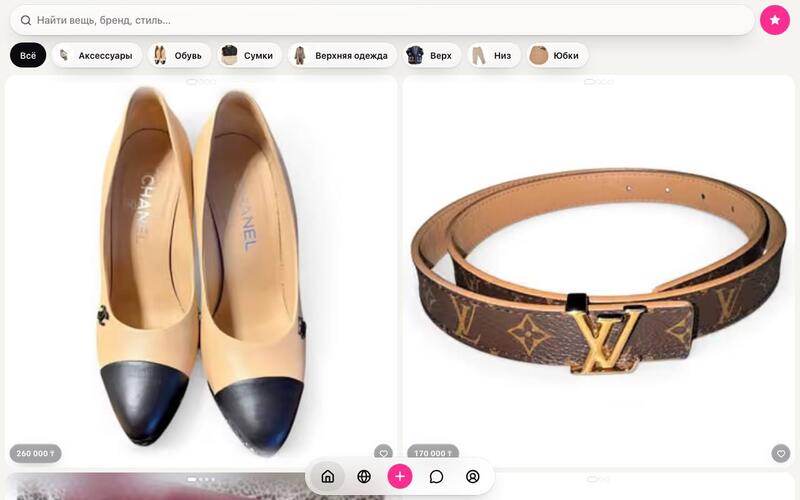 Найти вещь, бренд, стиль...
Всё
Аксессуары
Обувь
Сумки
Верхняя одежда
Верх
Низ
Юбки
CHANEL
CHANEL
LV
260 000 ₸
170 000 ₸